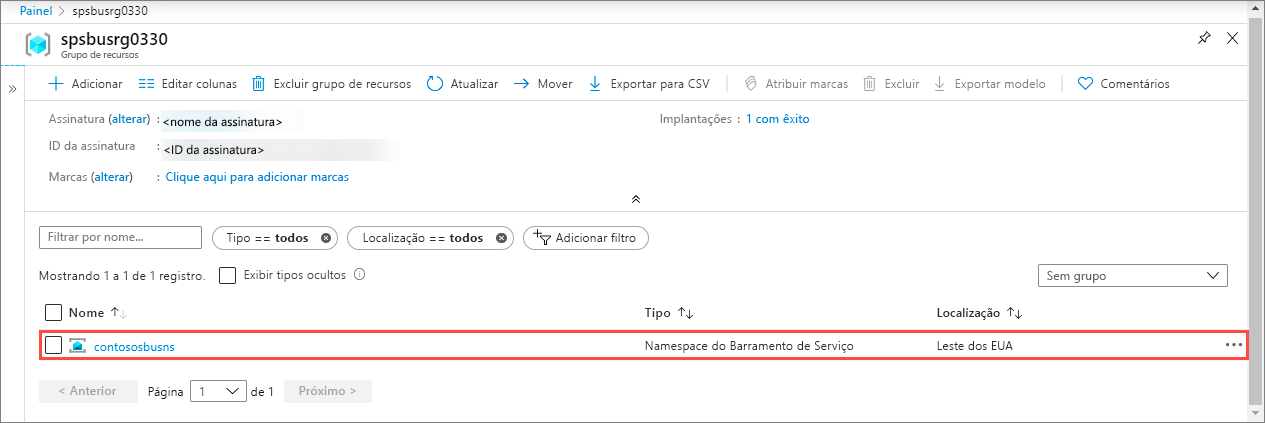 Painel > spsbusrg0330
spsbusrg0330
Grupo de recursos
» Adicionar Editar colunas Excluir grupo de recursos Atualizar Mover Exportar para CSV Atribuir marcas Excluir Exportar modelo Comentários
Assinatura (alterar) : <nome da assinatura> Implantações : 1 com êxito
ID da assinatura : <ID da assinatura>
Marcas (alterar) : Clique aqui para adicionar marcas
Filtrar por nome... Tipo == todos Localização == todos Adicionar filtro
Mostrando 1 a 1 de 1 registro. Exibir tipos ocultos Sem grupo
Nome Tipo Localização
contososbusns Namespace do Barramento de Serviço Leste dos EUA ...
< Anterior Página 1 de 1 Próximo >